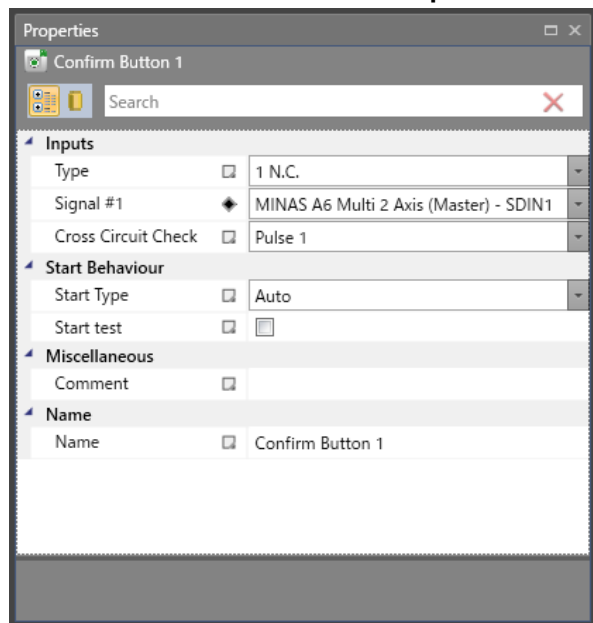 Properties
Confirm Button 1
Search
Inputs
Type 1 N.C.
Signal #1 MINAS A6 Multi 2 Axis (Master) - SDIN1
Cross Circuit Check Pulse 1
Start Behaviour
Start Type Auto
Start test
Miscellaneous
Comment
Name
Name Confirm Button 1